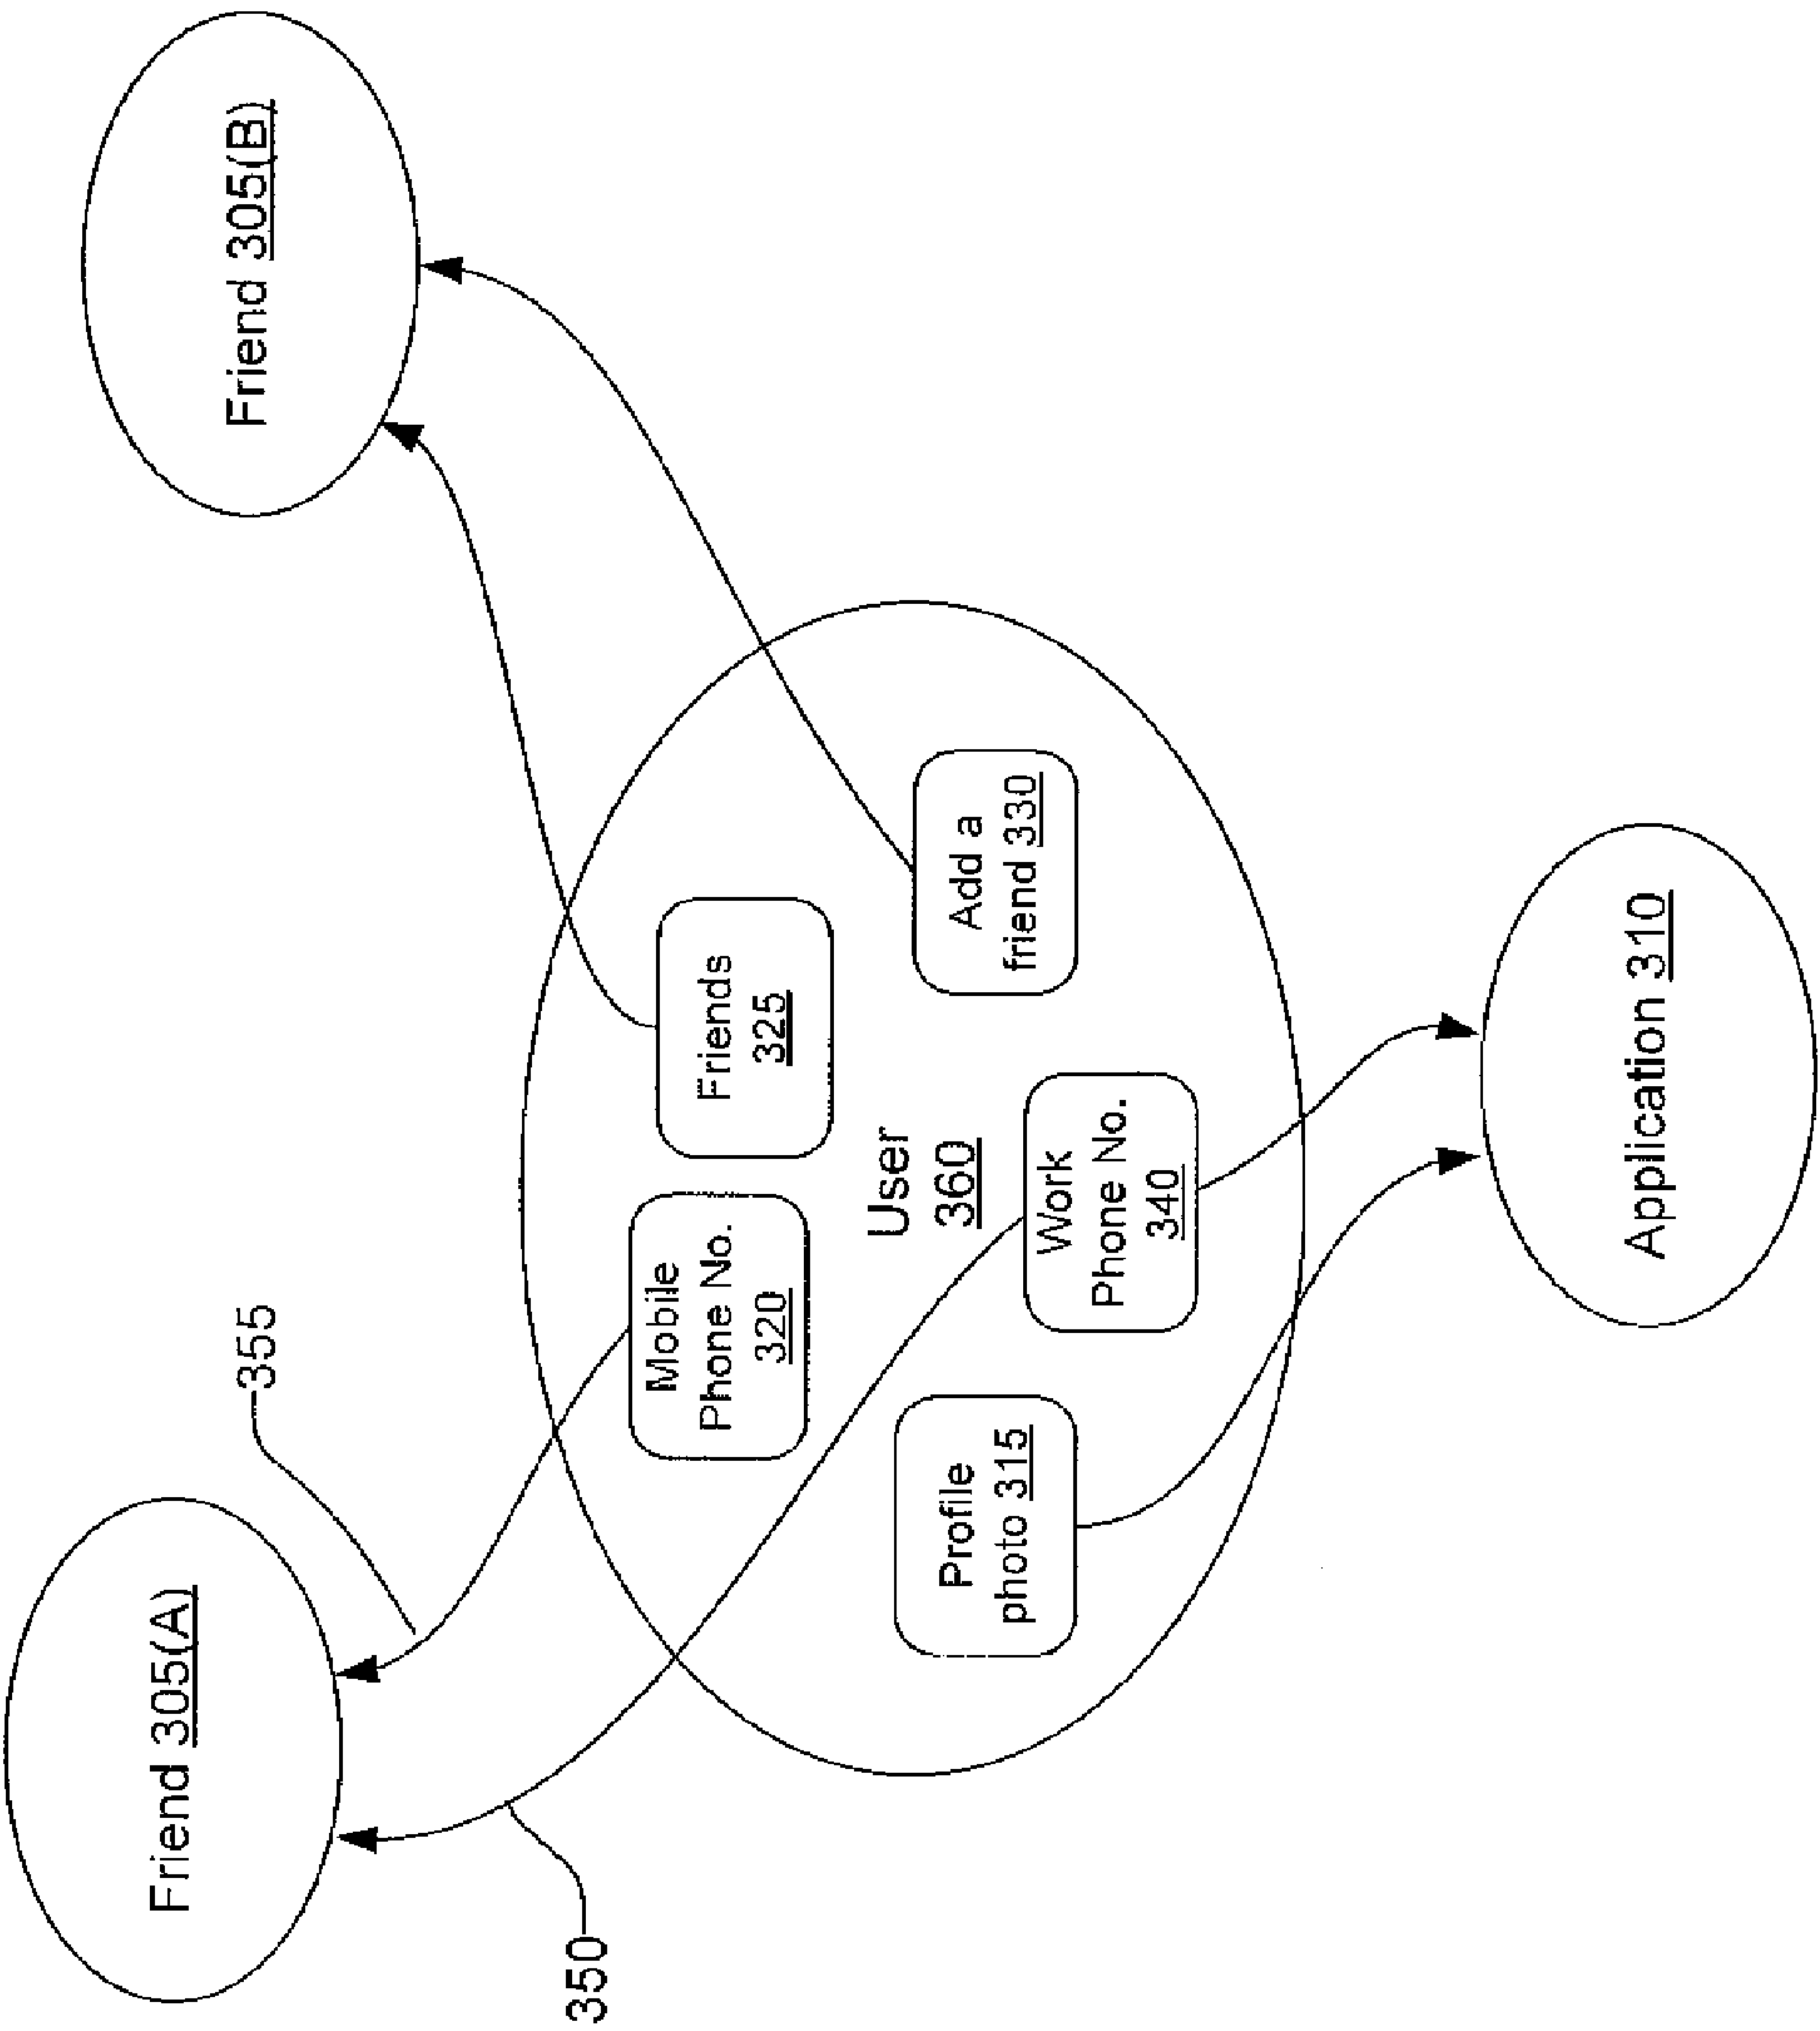 Friend 305(A)
355
Friend 305(B)
350
Mobile
Phone No.
320
Friends
325
User
360
Profile
photo 315
Work
Phone No.
340
Add a
friend 330
Application 310